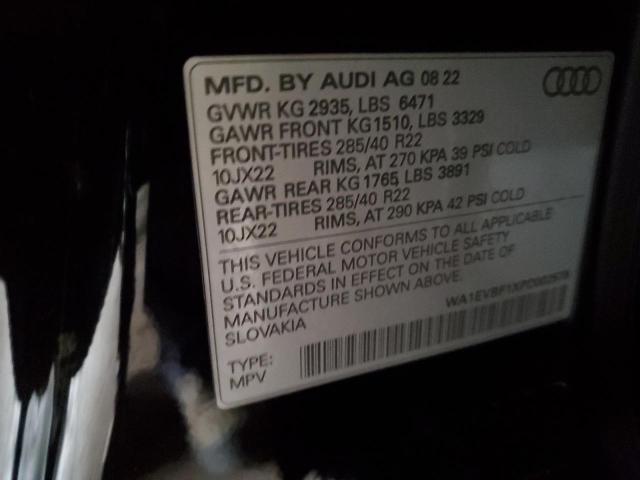 MFD. BY AUDI AG 08 22
GVWR KG 2935, LBS 6471
GAWR FRONT KG1510, LBS 3329
FRONT-TIRES 285/40 R22
10JX22 RIMS, AT 270 KPA 39 PSI COLD
GAWR REAR KG 1765, LBS 3891
REAR-TIRES 285/40 R22
10JX22 RIMS, AT 290 KPA 42 PSI COLD
THIS VEHICLE CONFORMS TO ALL APPLICABLE
U.S. FEDERAL MOTOR VEHICLE SAFETY
STANDARDS IN EFFECT ON THE DATE OF
MANUFACTURE SHOWN ABOVE.
SLOVAKIA
TYPE:
MPV